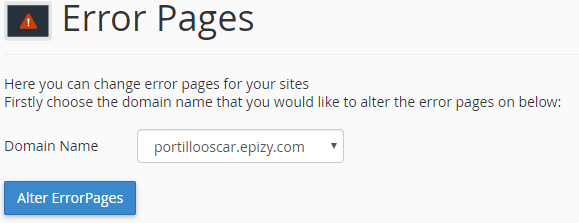 Error Pages
Here you can change error pages for your sites
Firstly choose the domain name that you would like to alter the error pages on below:
Domain Name portillooscar.epizy.com
Alter ErrorPages